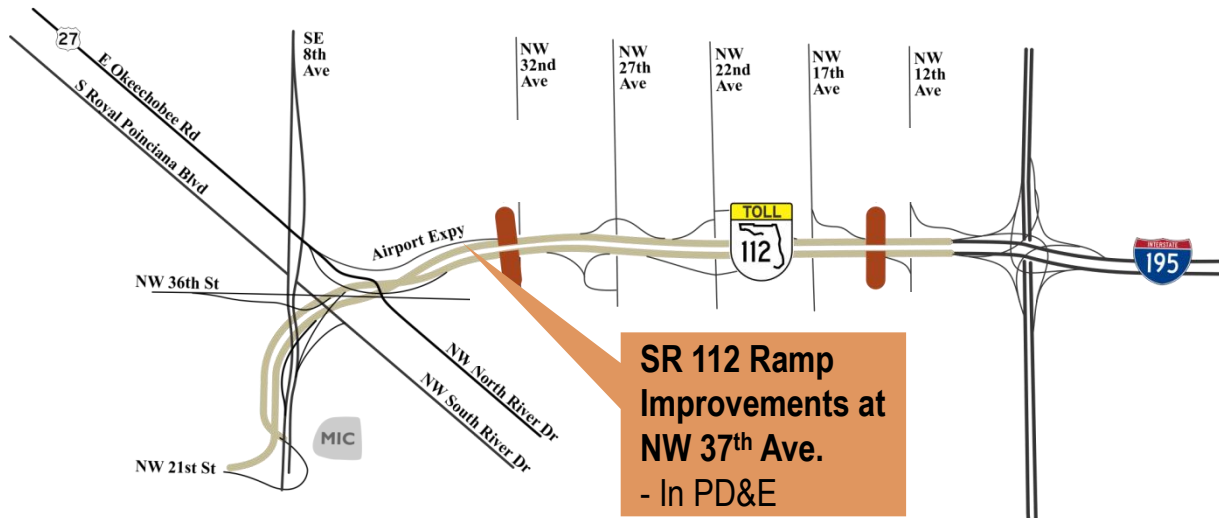 27
E Okeechobee Rd
S Royal Poinciana Blvd
SE
8th
Ave
NW
32nd
Ave
NW
27th
Ave
NW
22nd
Ave
NW
17th
Ave
NW
12th
Ave
Airport Expy
TOLL
112
INTERSTATE
195
NW 36th St
NW North River Dr
NW South River Dr
MIC
NW 21st St
SR 112 Ramp
Improvements at
NW 37th Ave.
- In PD&E